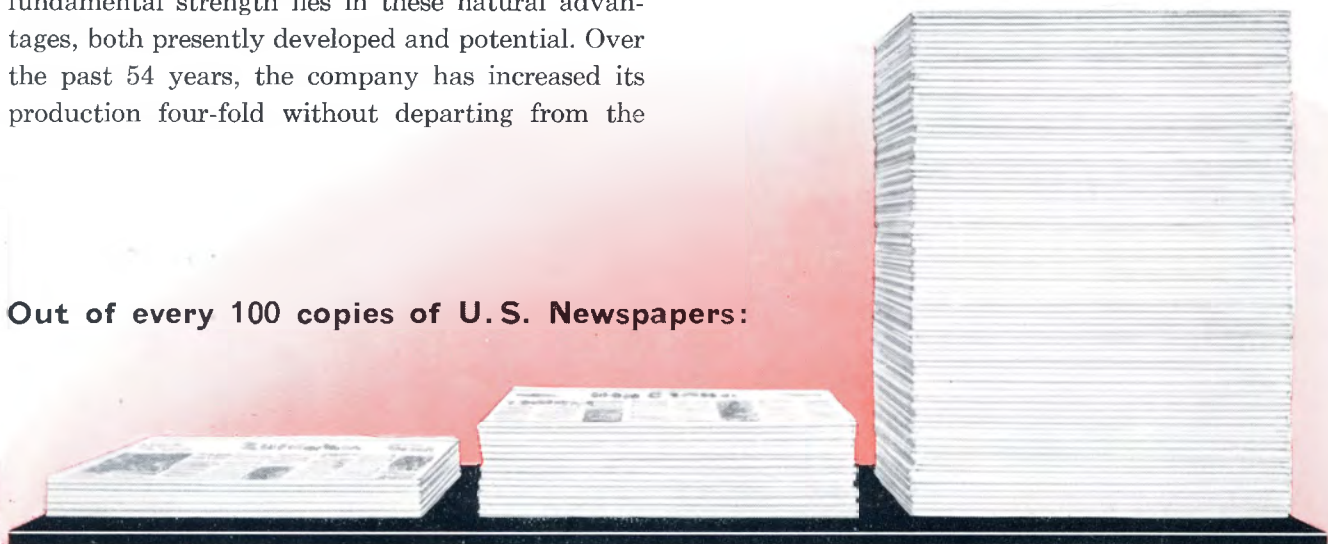 fundamental strength lies in these natural advan-
tages, both presently developed and potential. Over
the past 54 years, the company has increased its
production four-fold without departing from the
Out of every 100 copies of U.S. Newspapers: